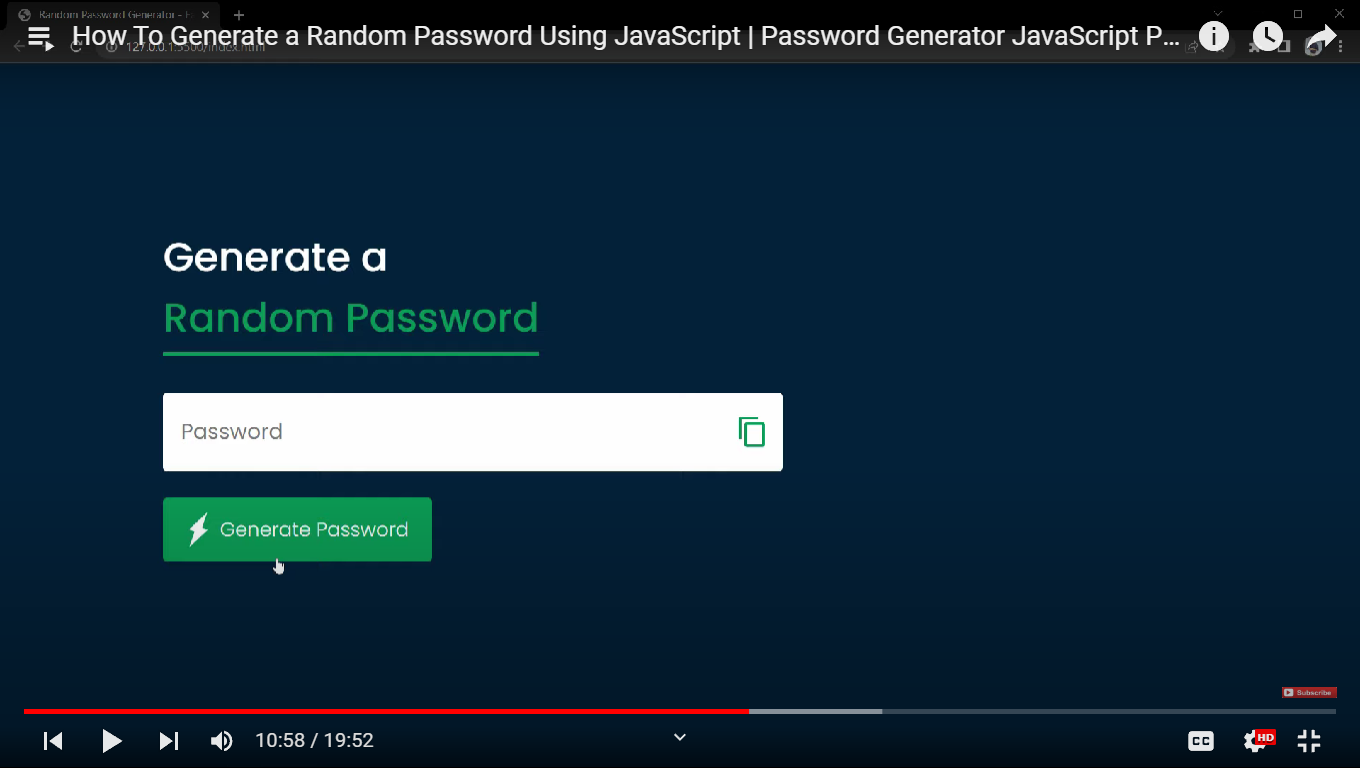 Random Password Generator - E
How To Generate a Random Password Using JavaScript | Password Generator JavaScript P...
127.0.0.1:5500/index.html
Generate a
Random Password
Password
Generate Password
Subscribe
10:58 / 19:52
CC
HD